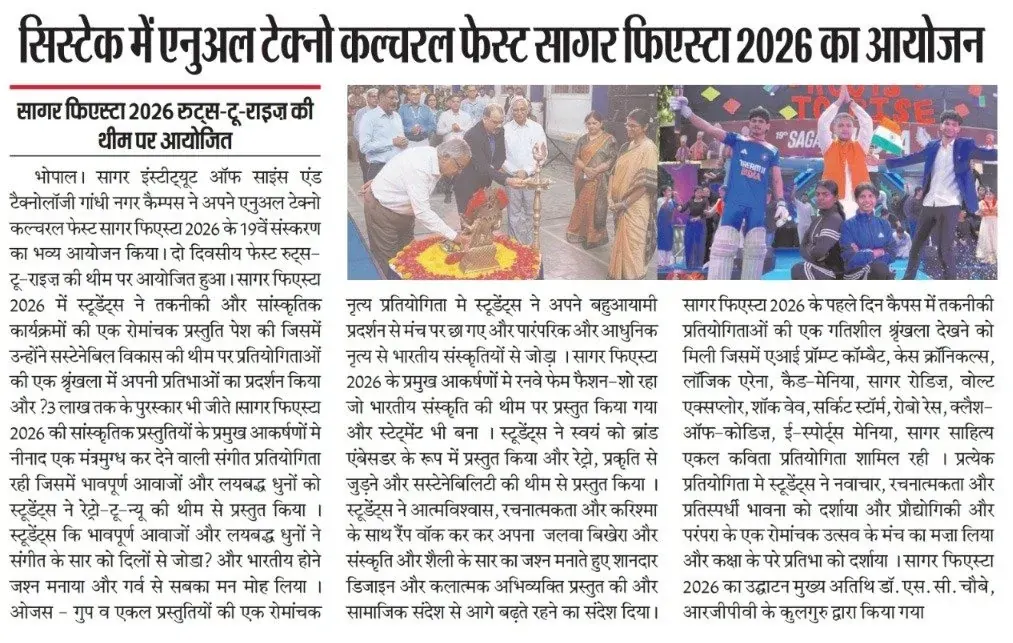 सिस्टेक में एनुअल टेक्नो कल्चरल फेस्ट सागर फिएस्टा 2026 का आयोजन
सागर फिएस्टा 2026 रुट्स-टू-राइज़ की
थीम पर आयोजित
भोपाल। सागर इंस्टीट्यूट ऑफ साइंस एंड
टैक्नोलॉजी गांधी नगर कैम्पस ने अपने एनुअल टेक्नो
कल्चरल फेस्ट सागर फिएस्टा 2026 के 19वें संस्करण
का भव्य आयोजन किया। दो दिवसीय फेस्ट रुट्स-
टू-राइज़ की थीम पर आयोजित हुआ। सागर फिएस्टा
2026 में स्टूडेंट्स ने तकनीकी और सांस्कृतिक
कार्यक्रमों की एक रोमांचक प्रस्तुति पेश की जिसमें
उन्होंने सस्टेनेबिल विकास की थीम पर प्रतियोगिताओं
की एक श्रृंखला में अपनी प्रतिभाओं का प्रदर्शन किया
और ?3 लाख तक के पुरस्कार भी जीते।सागर फिएस्टा
2026 की सांस्कृतिक प्रस्तुतियों के प्रमुख आकर्षणों मे
नीनाद एक मंत्रमुग्ध कर देने वाली संगीत प्रतियोगिता
रही जिसमें भावपूर्ण आवाजों और लयबद्ध धुनों को
स्टूडेंट्स ने रेट्रो-टू-न्यू की थीम से प्रस्तुत किया ।
स्टूडेंट्स कि भावपूर्ण आवाजों और लयबद्ध धुनों ने
संगीत के सार को दिलों से जोडा? और भारतीय होने
जश्न मनाया और गर्व से सबका मन मोह लिया ।
ओजस - गुप व एकल प्रस्तुतियों की एक रोमांचक
नृत्य प्रतियोगिता मे स्टूडेंट्स ने अपने बहुआयामी
प्रदर्शन से मंच पर छा गए और पारंपरिक और आधुनिक
नृत्य से भारतीय संस्कृतियों से जोड़ा । सागर फिएस्टा
2026 के प्रमुख आकर्षणों मे रनवे फेम फैशन-शो रहा
जो भारतीय संस्कृति की थीम पर प्रस्तुत किया गया
और स्टेट्मेंट भी बना । स्टूडेंट्स ने स्वयं को ब्रांड
एंबेसडर के रूप में प्रस्तुत किया और रेट्रो, प्रकृति से
जुड़ने और सस्टेनेबिलिटी की थीम से प्रस्तुत किया ।
स्टूडेंट्स ने आत्मविश्वास, रचनात्मकता और करिश्मा
के साथ रैंप वॉक कर कर अपना जलवा बिखेरा और
संस्कृति और शैली के सार का जश्न मनाते हुए शानदार
डिजाइन और कलात्मक अभिव्यक्ति प्रस्तुत की और
सामाजिक संदेश से आगे बढ़ते रहने का संदेश दिया।
सागर फिएस्टा 2026 के पहले दिन कैपस में तकनीकी
प्रतियोगिताओं की एक गतिशील श्रृंखला देखने को
मिली जिसमें एआई प्रॉम्प्ट कॉम्बैट, केस क्रॉनिकल्स,
लॉजिक एरेना, कैड-मेनिया, सागर रोडिज़, वोल्ट
एक्सप्लोर, शॉक वेव, सर्किट स्टॉर्म, रोबो रेस, क्लैश-
ऑफ-कोडिज़, ई-स्पोर्ट्स मेनिया, सागर साहित्य
एकल कविता प्रतियोगिता शामिल रही । प्रत्येक
प्रतियोगिता मे स्टूडेंट्स ने नवाचार, रचनात्मकता और
प्रतिस्पर्धी भावना को दर्शाया और प्रौद्योगिकी और
परंपरा के एक रोमांचक उत्सव के मंच का मज़ा लिया
और कक्षा के परे प्रतिभा को दर्शाया । सागर फिएस्टा
2026 का उद्घाटन मुख्य अतिथि डॉ. एस. सी. चौबे,
आरजीपीवी के कुलगुरु द्वारा किया गया